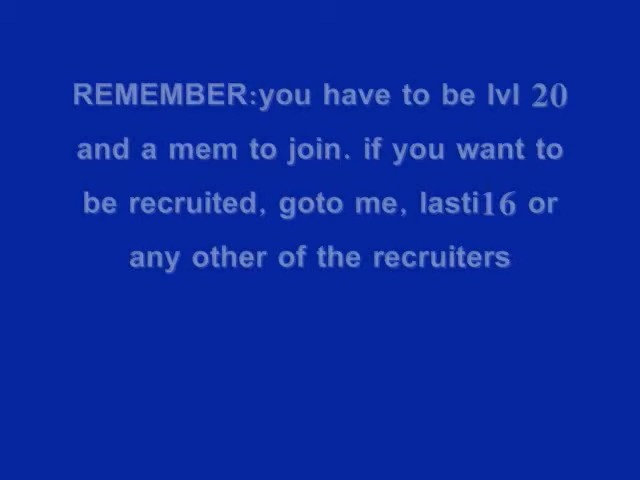 REMEMBER:you have to be lvl 20
and a mem to join. if you want to
be recruited, goto me, lasti16 or
any other of the recruiters